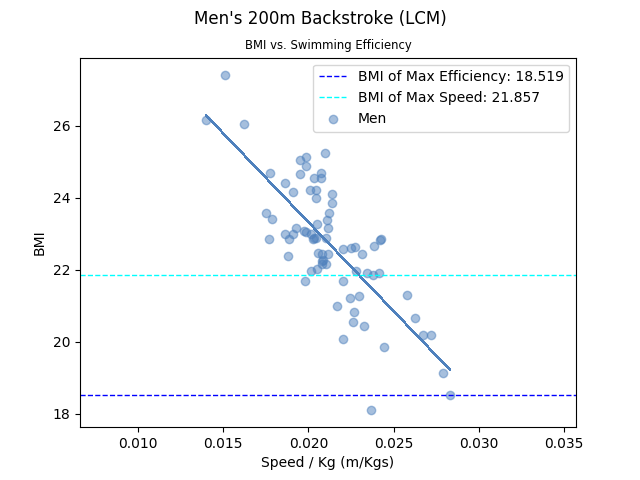 Men's 200m Backstroke (LCM)
BMI vs. Swimming Efficiency
BMI of Max Efficiency: 18.519
BMI of Max Speed: 21.857
Men
26
24
22
20
18
BMI
0.010 0.015 0.020 0.025 0.030 0.035
Speed / Kg (m/Kgs)